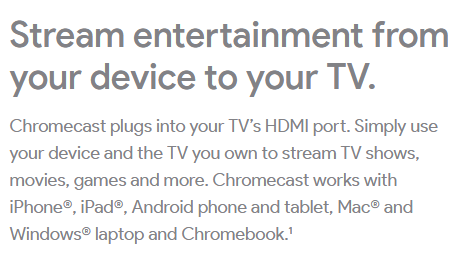 Stream entertainment from
your device to your TV.
Chromecast plugs into your TV's HDMI port. Simply use
your device and the TV you own to stream TV shows,
movies, games and more. Chromecast works with
iPhone®, iPad®, Android phone and tablet, Mac® and
Windows® laptop and Chromebook.¹